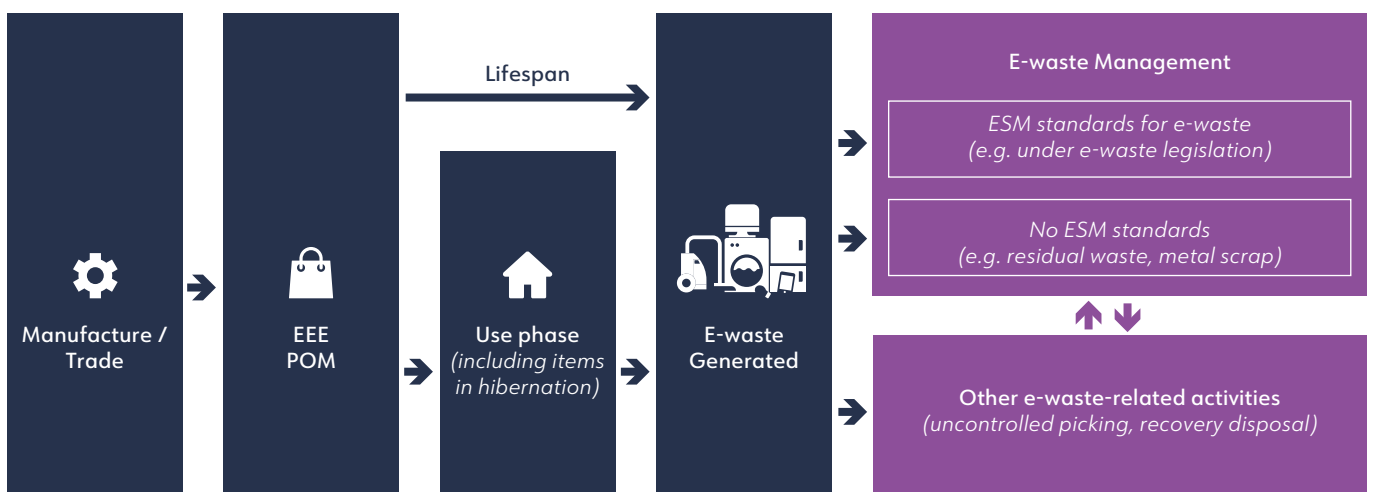 Manufacture /
Trade
EEE
POM
Lifespan
Use phase
(including items
in hibernation)
E-waste
Generated
E-waste Management
ESM standards for e-waste
(e.g. under e-waste legislation)
No ESM standards
(e.g. residual waste, metal scrap)
Other e-waste-related activities
(uncontrolled picking, recovery disposal)